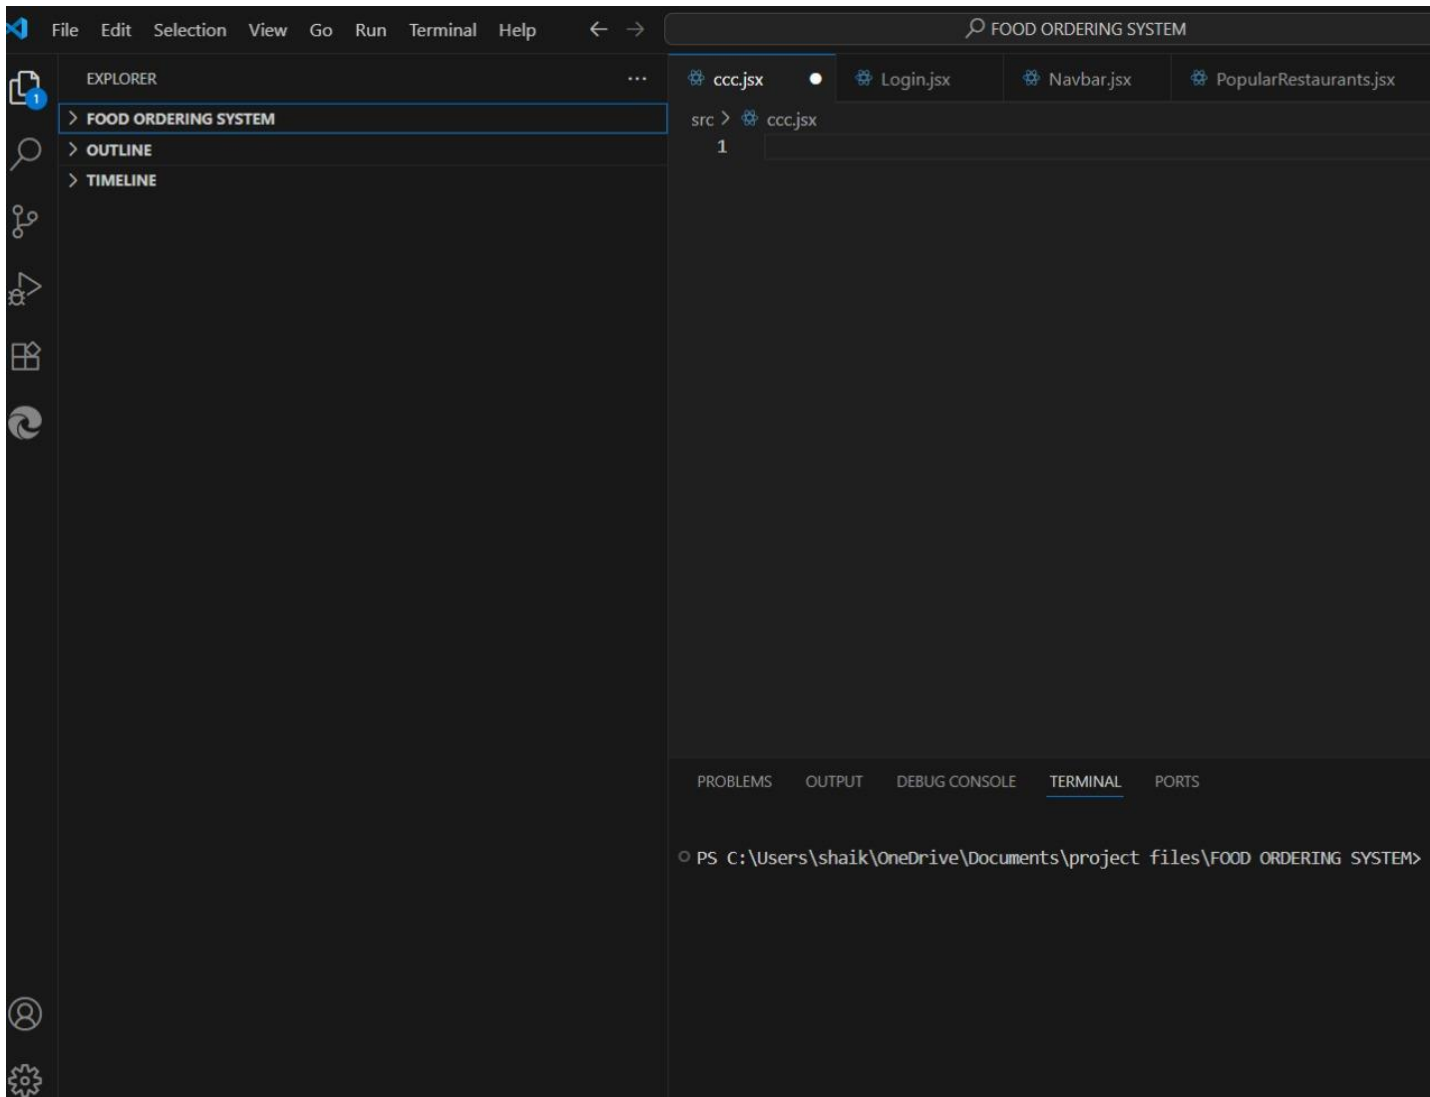 File Edit Selection View Go Run Terminal Help
FOOD ORDERING SYSTEM
1
EXPLORER
FOOD ORDERING SYSTEM
OUTLINE
TIMELINE
ccc.jsx Login.jsx Navbar.jsx PopularRestaurants.jsx
src > ccc.jsx
1
PROBLEMS OUTPUT DEBUG CONSOLE TERMINAL PORTS
PS C:\Users\shaik\OneDrive\Documents\project files\FOOD ORDERING SYSTEM>